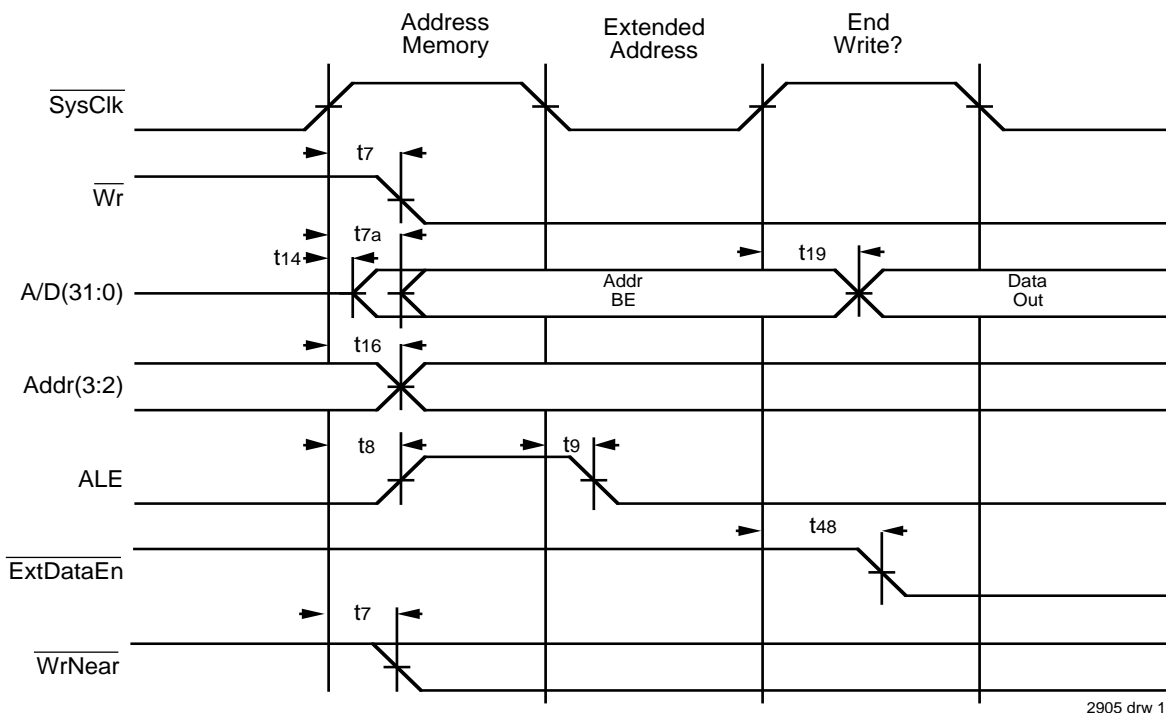 Address
Memory
Extended
Address
End
Write?
SysClk
t7
Wr
t7a
t14
t19
A/D(31:0)
Addr
BE
Data
Out
t16
Addr(3:2)
t8
t9
ALE
t48
ExtDataEn
t7
WrNear
2905 drw 1